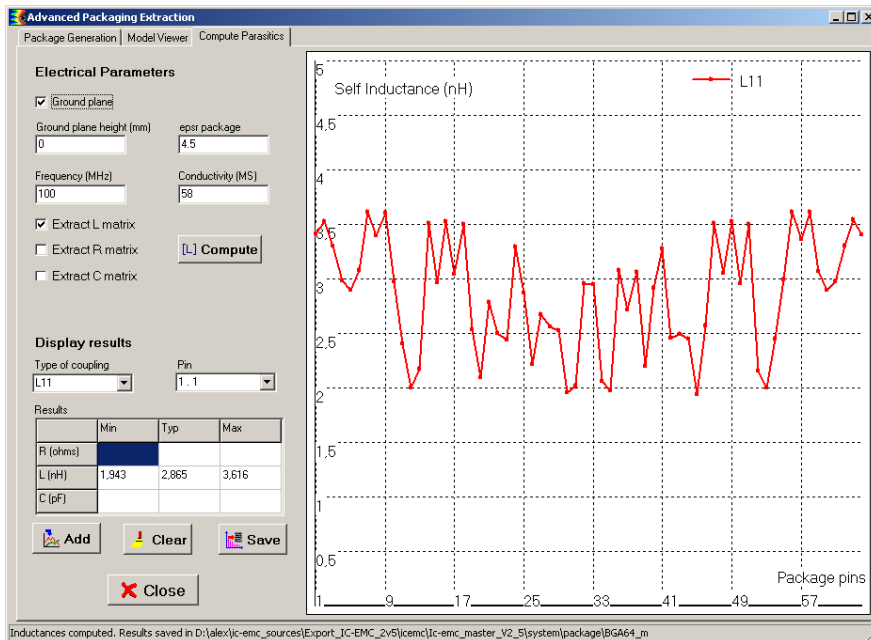 Advanced Packaging Extraction
Package Generation Model Viewer Compute Parasitics
Electrical Parameters
Ground plane
Ground plane height (mm) epsr package
0 4.5
Frequency (MHz) Conductivity (MS)
100 58
Extract L matrix
Extract R matrix
Extract C matrix
[L] Compute
Display results
Type of coupling Pin
L11 1 . 1
Results
Min Typ Max
R (ohms)
L (nH) 1,943 2,865 3,616
C (pF)
Add Clear Save
Close
Self Inductance (nH) L11
5
4.5
4
3.5
3
2.5
2
1.5
1
0.5
Package pins
1 9 17 25 33 41 49 57
Inductances computed. Results saved in D:\alex\ic-emc_sources\Export_IC-EMC_2v5\icemc\Ic-emc_master_V2_5\system\package\BGA64_m